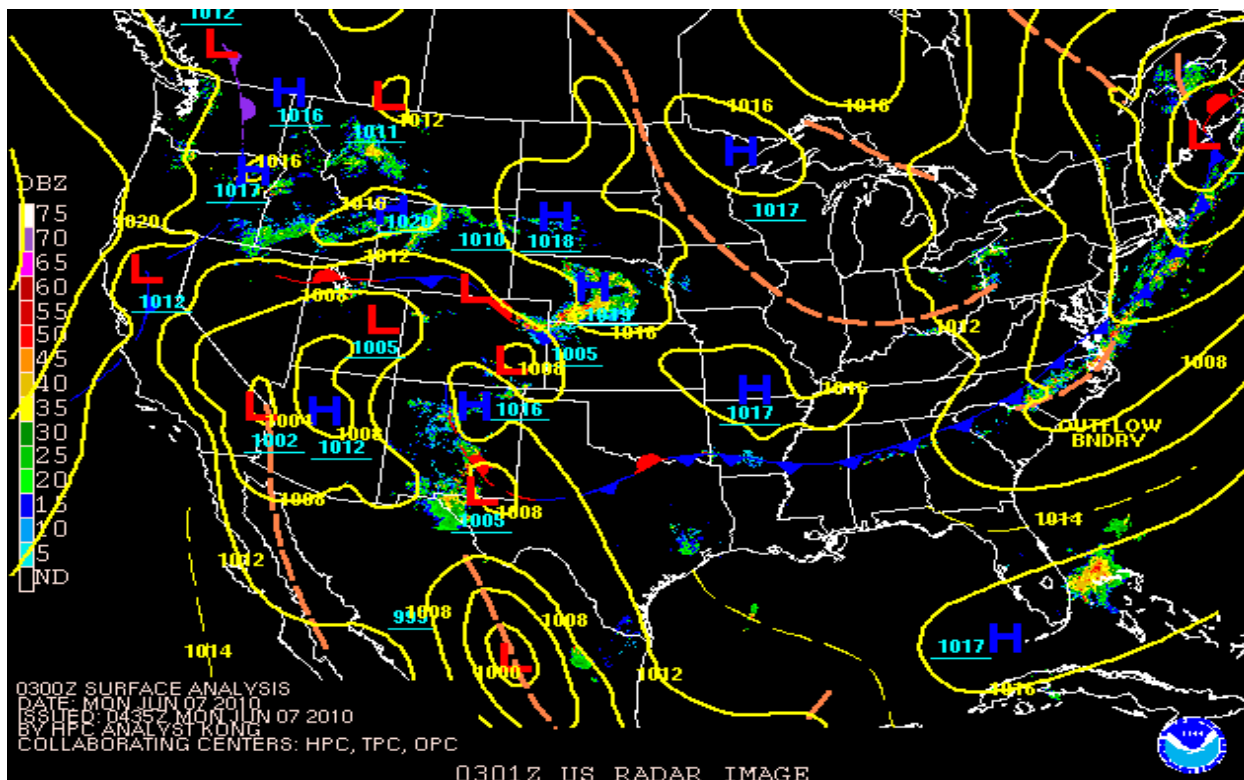 1012
L
H
1016
L
1012
1011
1016
H
1017
1016
H
1017
1016
1016
L
DBZ
75
70
65
60
55
50
45
40
35
30
25
20
15
10
5
ND
1020
1016
H
1020
1010
H
1018
1012
L
1012
1008
L
H
1019
1016
1012
1008
L
1005
1005
L
1008
H
1016
H
1017
1016
L
1004
1002
H
1012
1008
OUTFLOW
BNDRY
1008
L
1008
1005
1014
1012
999
1008
1008
1014
L
1000
1012
H
1017
1016
0300Z SURFACE ANALYSIS
DATE: MON JUN 07 2010
ISSUED: 0435Z MON JUN 07 2010
BY HPC ANALYST KONG
COLLABORATING CENTERS: HPC, TPC, OPC
0301Z US RADAR IMAGE